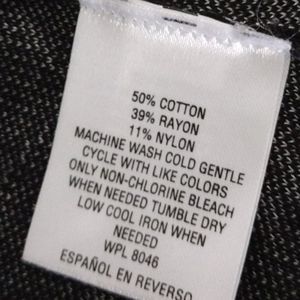 50% COTTON
39% RAYON
11% NYLON
MACHINE WASH COLD GENTLE
CYCLE WITH LIKE COLORS
ONLY NON-CHLORINE BLEACH
WHEN NEEDED TUMBLE DRY
LOW COOL IRON WHEN
NEEDED
WPL 8046
ESPAÑOL EN REVERSO